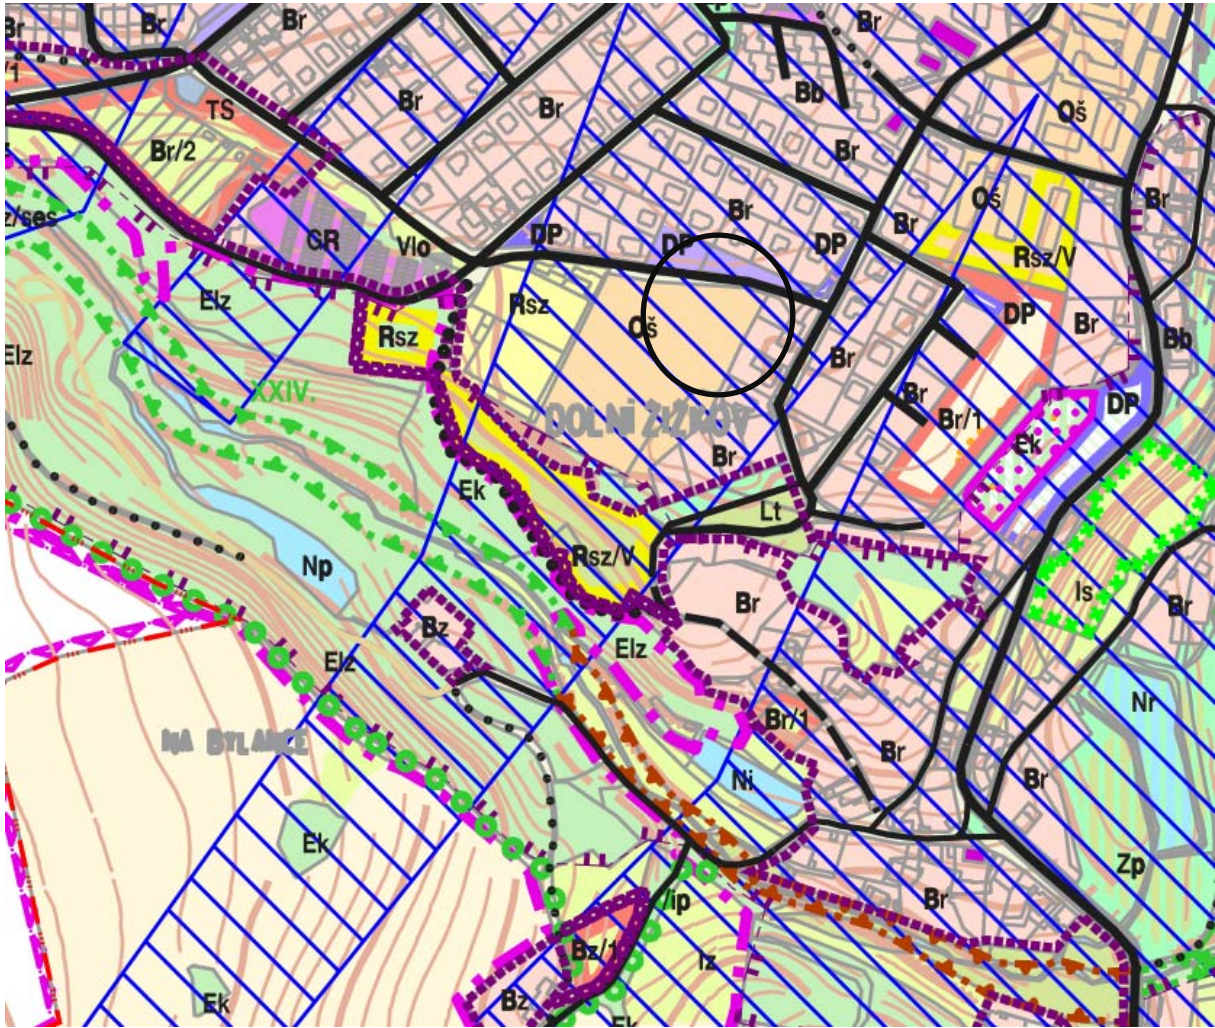 Br
Br
Br
Br
Br
Bb
Oš
TS
Br/2
Br
z/ses
Br
Oš
Br
Br
GR
Vlo
DP
DP
DP
Rsz/V
Elz
Rsz
Oš
DP
Br
Rsz
Elz
Br
Bb
XXIV.
Br
DP
DOLNÍ ŽIŽKOV
Br/1
Ek
Br
Ek
Lt
Np
Rsz/V
Is
Br
Br
Bz
Elz
Elz
Nr
NA BYLANCE
Br/1
Br
Ni
Br
Ek
Zp
/ip
Br
Bz/1
Iz
Ek
Bz
Ek